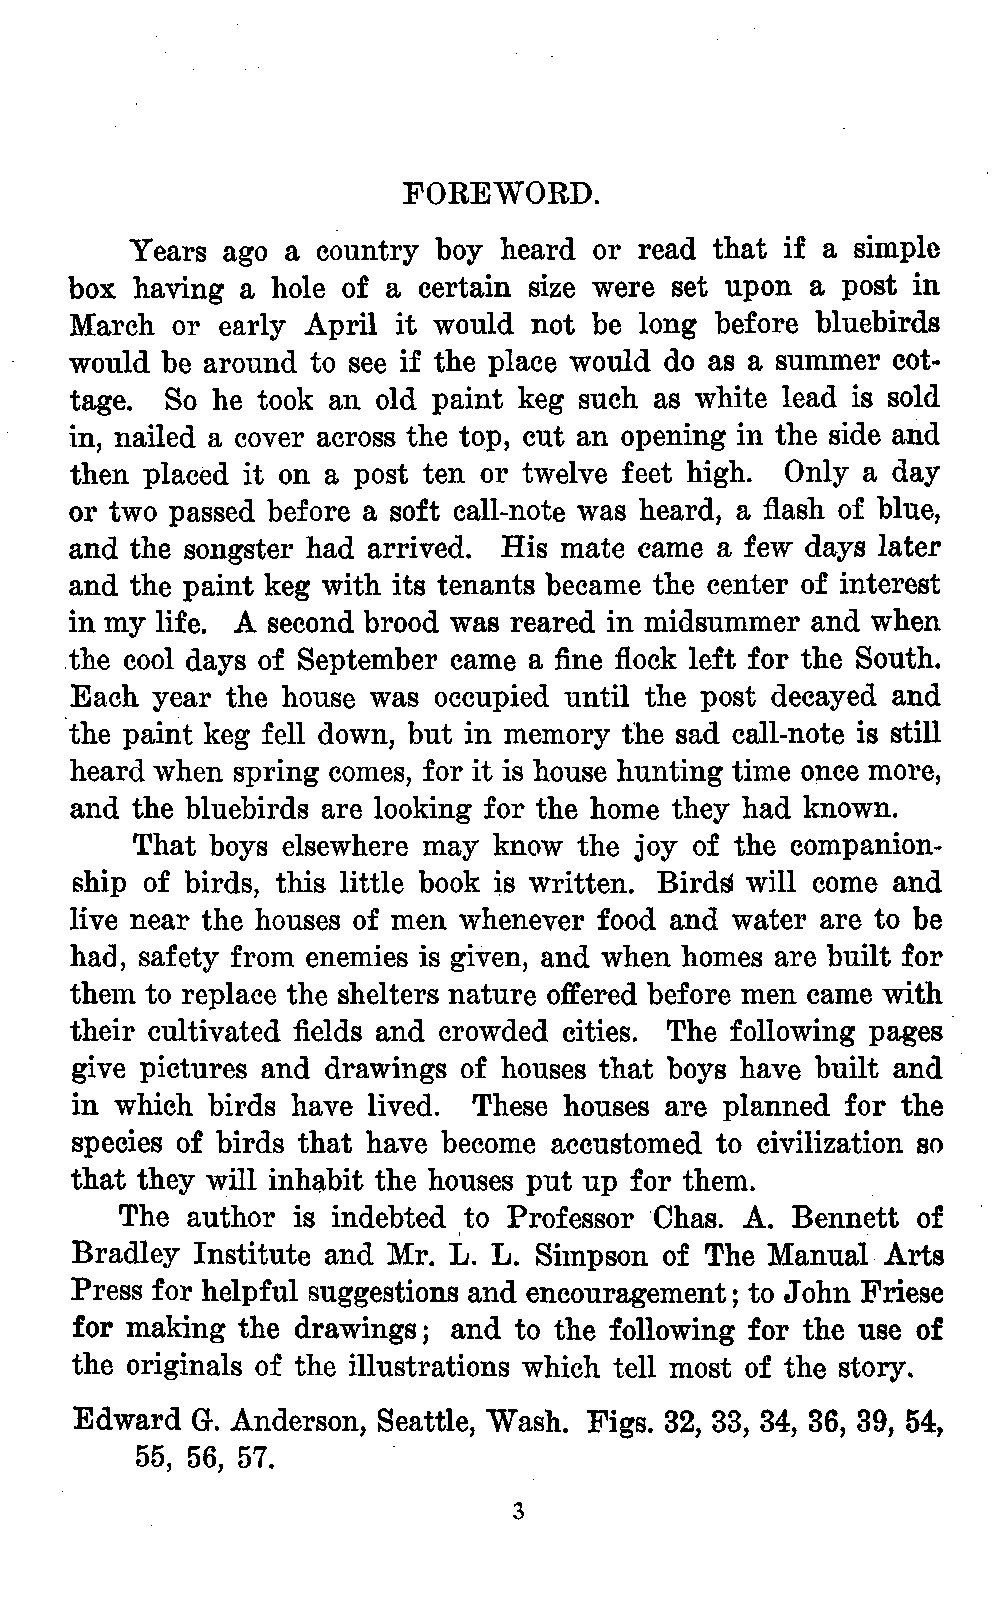 FOREWORD.
Years ago a country boy heard or read that if a simple
box having a hole of a certain size were set upon a post in
March or early April it would not be long before bluebirds
would be around to see if the place would do as a summer cot-
tage. So he took an old paint keg such as white lead is sold
in, nailed a cover across the top, cut an opening in the side and
then placed it on a post ten or twelve feet high. Only a day
or two passed before a soft call-note was heard, a flash of blue,
and the songster had arrived. His mate came a few days later
and the paint keg with its tenants became the center of interest
in my life. A second brood was reared in midsummer and when
the cool days of September came a fine flock left for the South.
Each year the house was occupied until the post decayed and
the paint keg fell down, but in memory the sad call-note is still
heard when spring comes, for it is house hunting time once more,
and the bluebirds are looking for the home they had known.
That boys elsewhere may know the joy of the companion-
ship of birds, this little book is written. Birds will come and
live near the houses of men whenever food and water are to be
had, safety from enemies is given, and when homes are built for
them to replace the shelters nature offered before men came with
their cultivated fields and crowded cities. The following pages
give pictures and drawings of houses that boys have built and
in which birds have lived. These houses are planned for the
species of birds that have become accustomed to civilization so
that they will inhabit the houses put up for them.
The author is indebted to Professor Chas. A. Bennett of
Bradley Institute and Mr. L. L. Simpson of The Manual Arts
Press for helpful suggestions and encouragement; to John Friese
for making the drawings; and to the following for the use of
the originals of the illustrations which tell most of the story.
Edward G. Anderson, Seattle, Wash. Figs. 32, 33, 34, 36, 39, 54,
55, 56, 57.
3